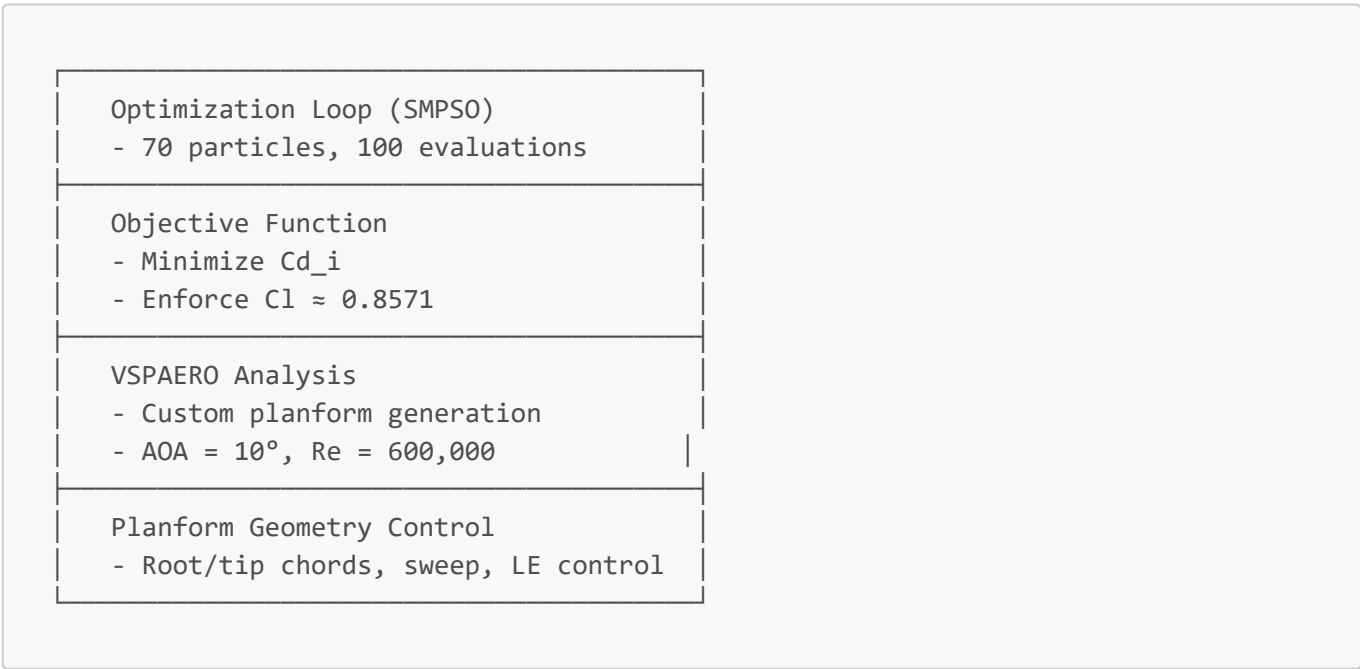 Optimization Loop (SMPSO)
- 70 particles, 100 evaluations
Objective Function
- Minimize Cd_i
- Enforce Cl ≈ 0.8571
VSPAERO Analysis
- Custom planform generation
- AOA = 10°, Re = 600,000
Planform Geometry Control
- Root/tip chords, sweep, LE control